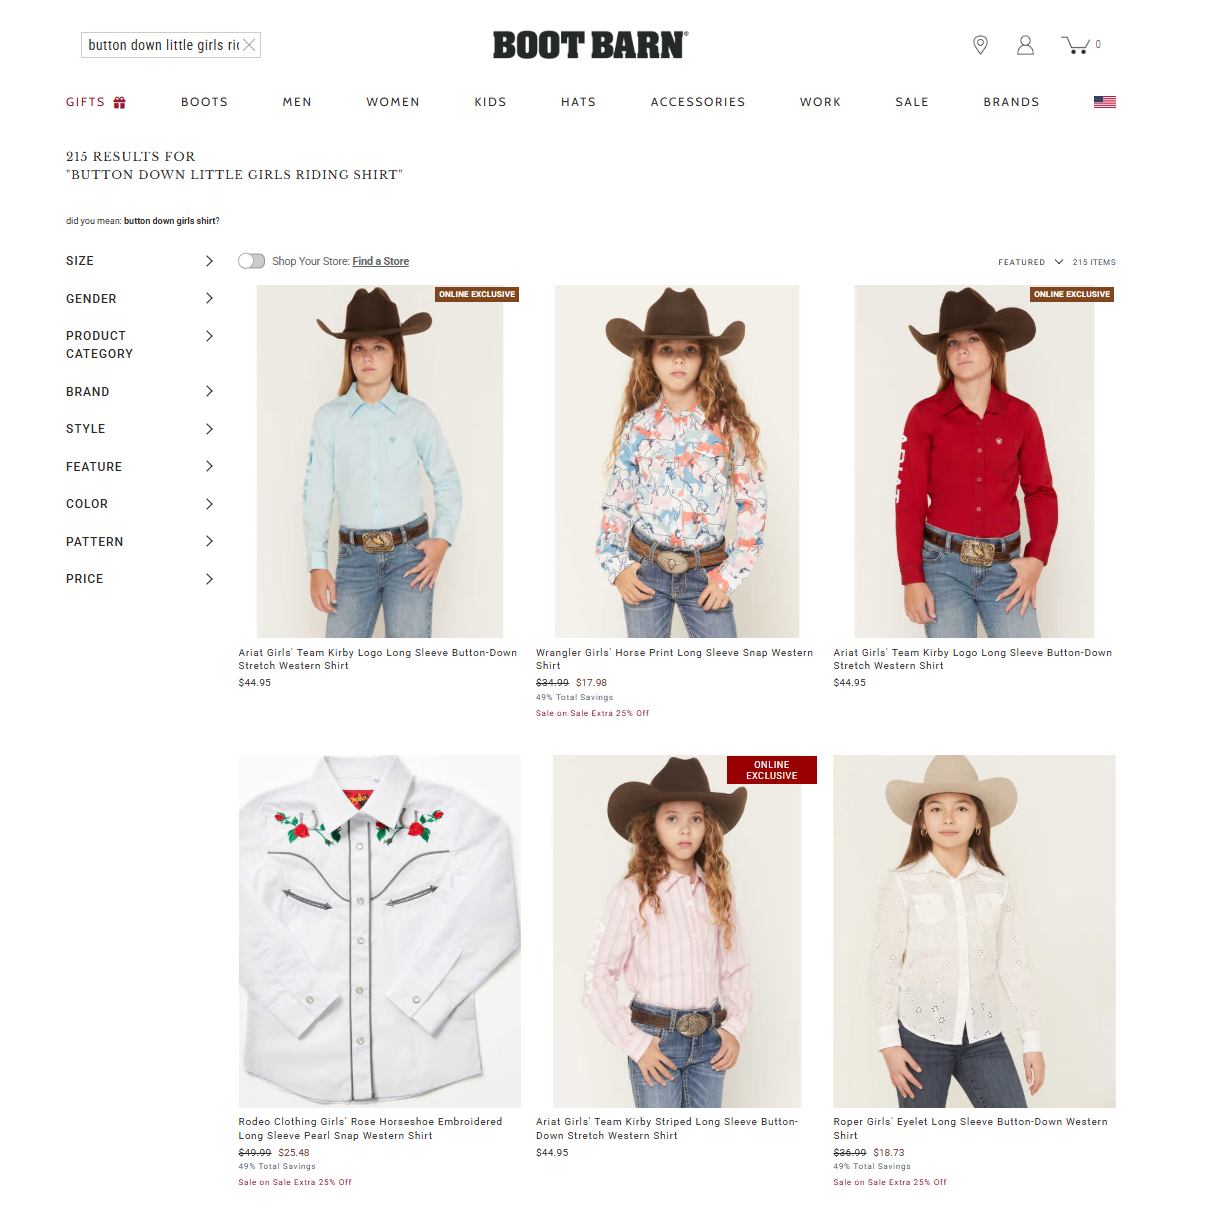 button down little girls ri
BOOT BARN®
0
GIFTS BOOTS MEN WOMEN KIDS HATS ACCESSORIES WORK SALE BRANDS
215 RESULTS FOR
"BUTTON DOWN LITTLE GIRLS RIDING SHIRT"
did you mean: button down girls shirt?
SIZE
GENDER
PRODUCT
CATEGORY
BRAND
STYLE
FEATURE
COLOR
PATTERN
PRICE
Shop Your Store: Find a Store
FEATURED 215 ITEMS
ONLINE EXCLUSIVE
ONLINE EXCLUSIVE
ARIAT
Ariat Girls' Team Kirby Logo Long Sleeve Button-Down
Stretch Western Shirt
$44.95
Wrangler Girls' Horse Print Long Sleeve Snap Western
Shirt
$34.99 $17.98
49% Total Savings
Sale on Sale Extra 25% Off
Ariat Girls' Team Kirby Logo Long Sleeve Button-Down
Stretch Western Shirt
$44.95
ONLINE
EXCLUSIVE
Rodeo Clothing Girls' Rose Horseshoe Embroidered
Long Sleeve Pearl Snap Western Shirt
$49.99 $25.48
49% Total Savings
Sale on Sale Extra 25% Off
Ariat Girls' Team Kirby Striped Long Sleeve Button-
Down Stretch Western Shirt
$44.95
Roper Girls' Eyelet Long Sleeve Button-Down Western
Shirt
$36.99 $18.73
49% Total Savings
Sale on Sale Extra 25% Off